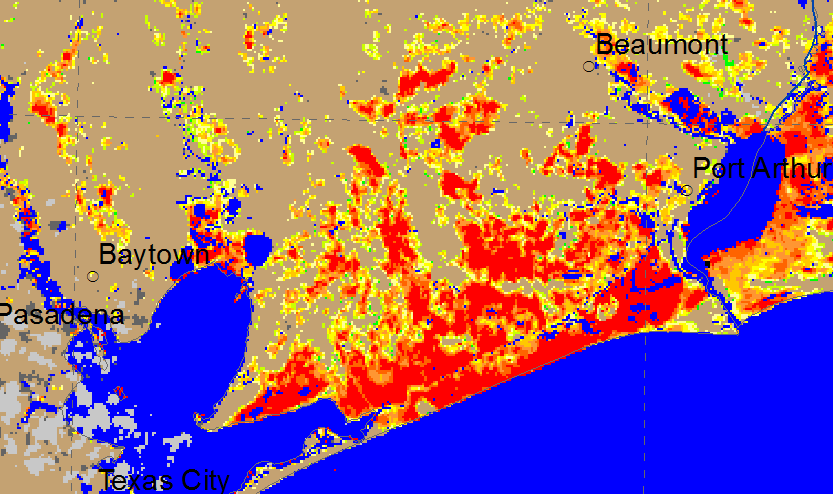 Beaumont
Port Arthur
Baytown
Pasadena
Texas City